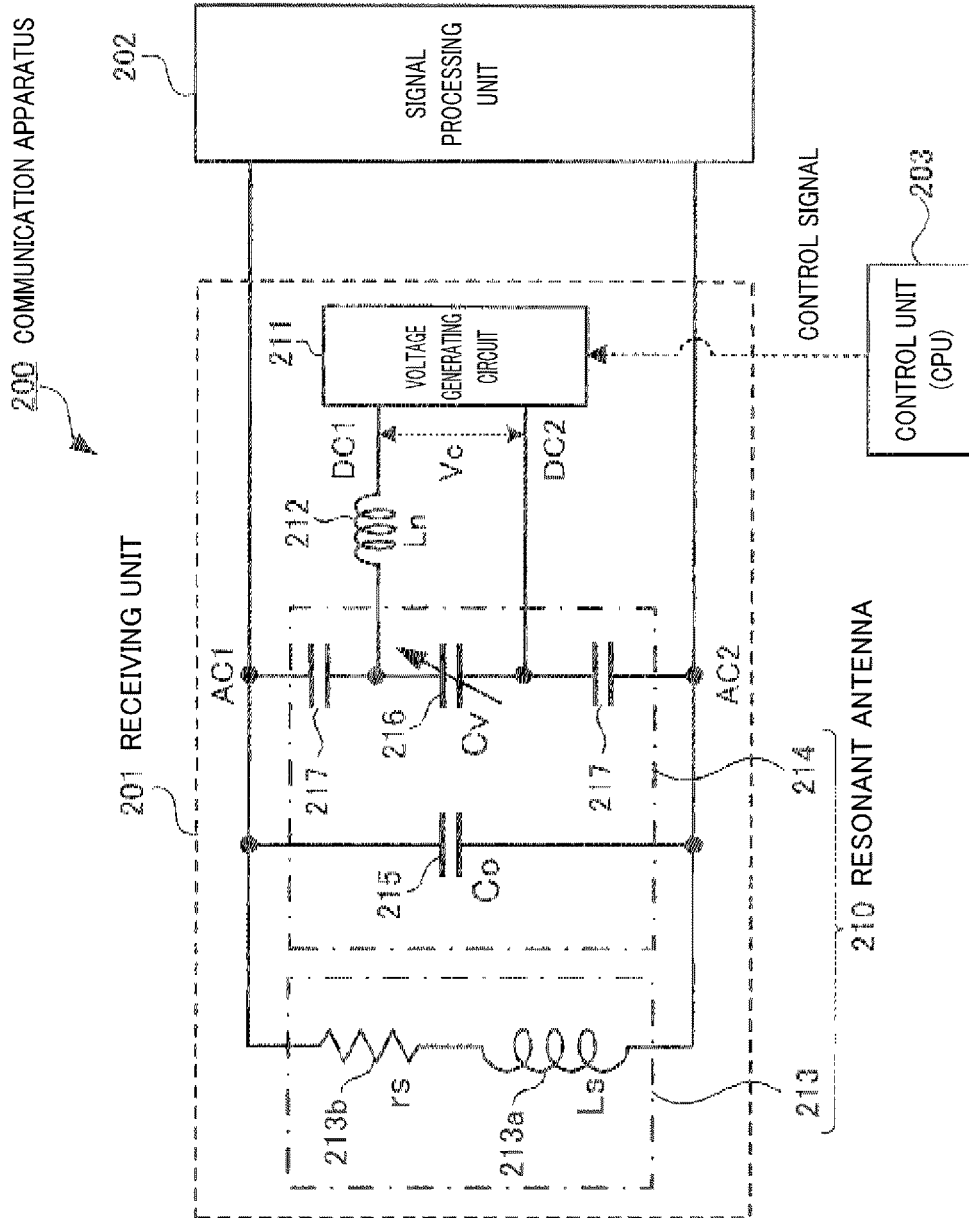 200 COMMUNICATION APPARATUS
201 RECEIVING UNIT
202
SIGNAL
PROCESSING
UNIT
AC1
211
VOLTAGE
GENERATING
CIRCUIT
DC1
Vc
DC2
212
Ln
217
216
Cv
217
215
Co
213b
rs
213a
Ls
AC2
CONTROL SIGNAL
203
CONTROL UNIT
(CPU)
213
214
210 RESONANT ANTENNA